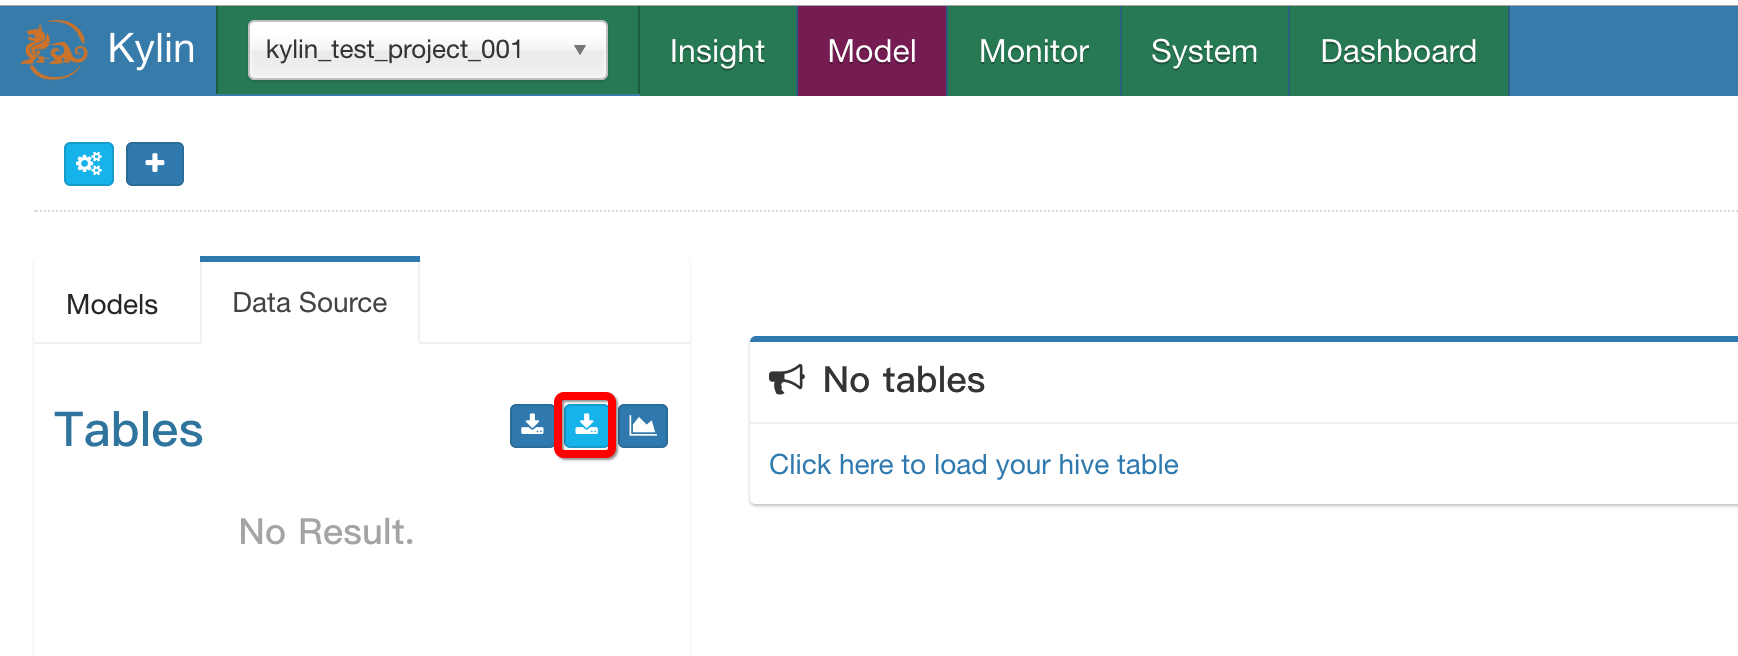 Kylin
kylin_test_project_001
Insight
Model
Monitor
System
Dashboard
Models
Data Source
Tables
No Result.
No tables
Click here to load your hive table